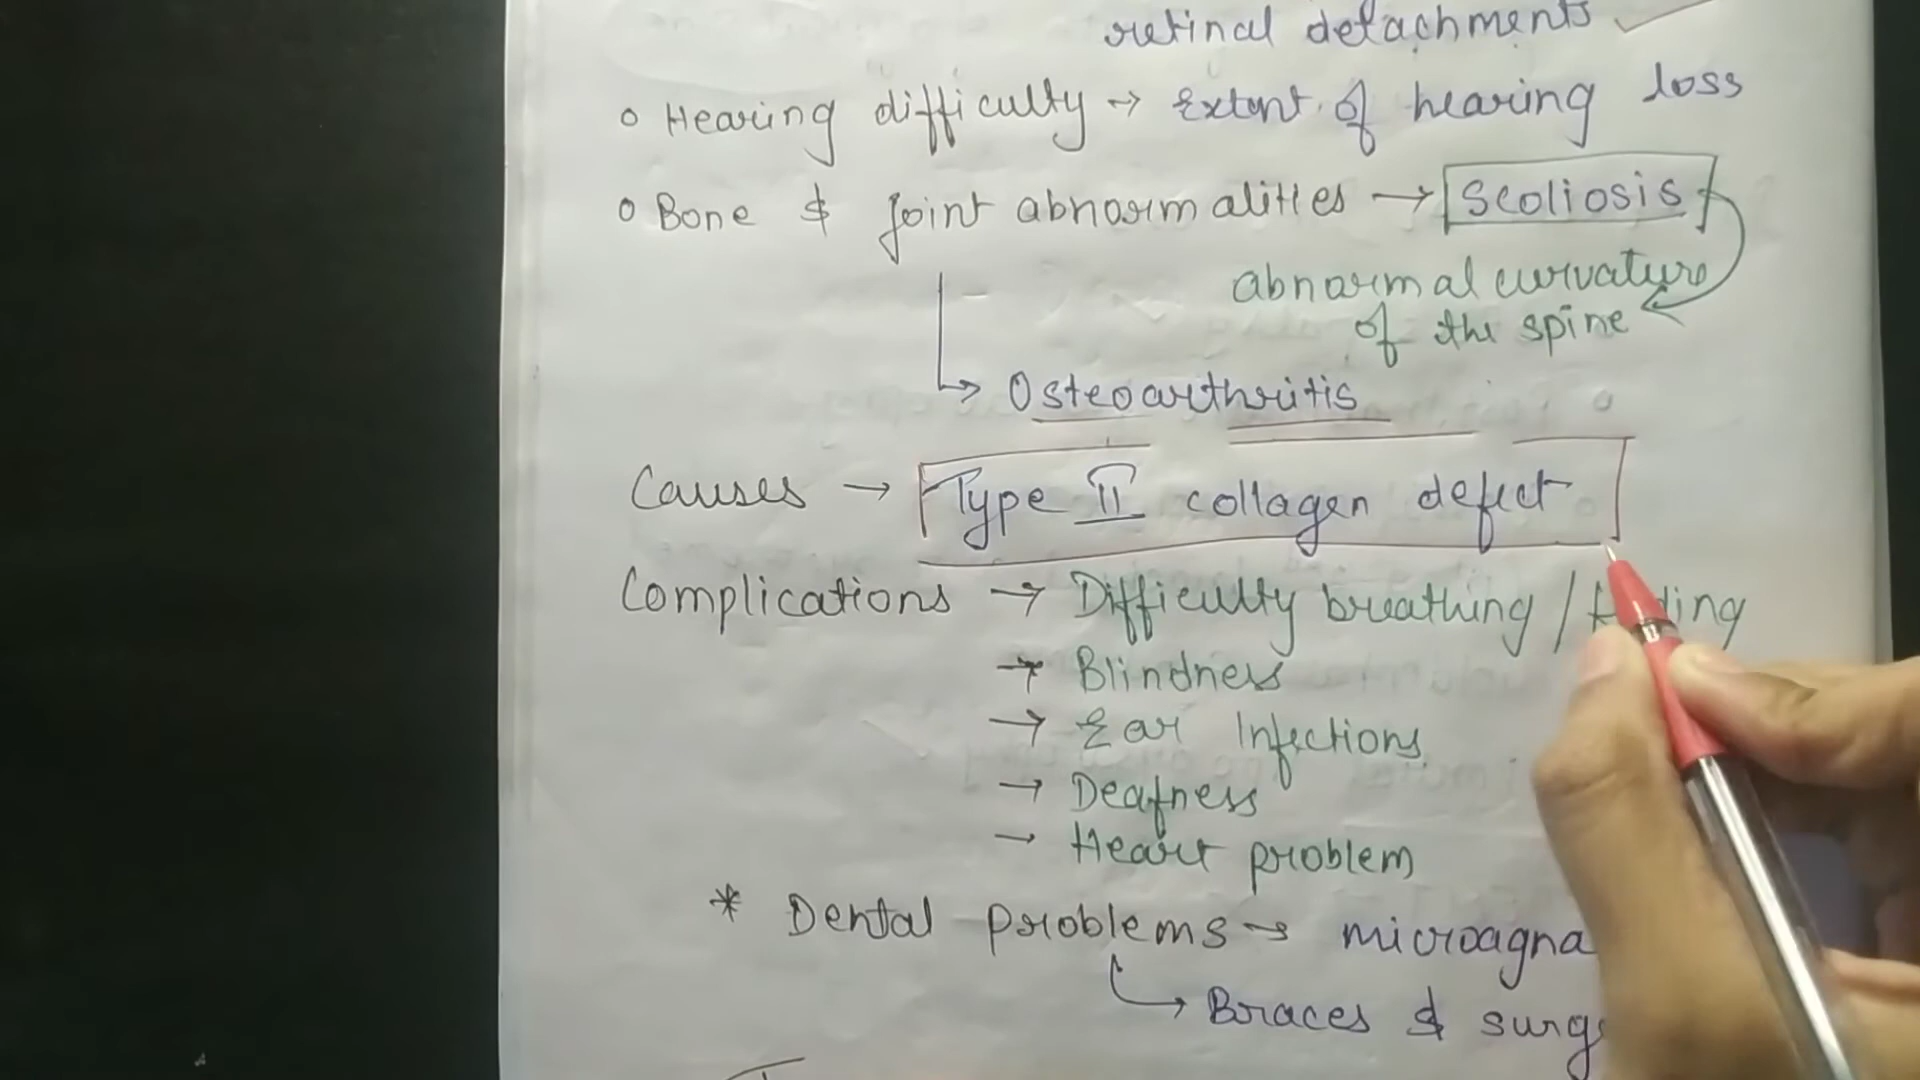 retinal detachments
Hearing difficulty → Extent of hearing loss
Bone & joint abnormalities → Scoliosis
abnormal curvature
of the spine
→ Osteoarthritis
Causes → Type II collagen defect
Complications → Difficulty breathing /
→ Blindness
→ Ear Infections
→ Deafness
→ Heart problem
* Dental problems →
→ Braces &